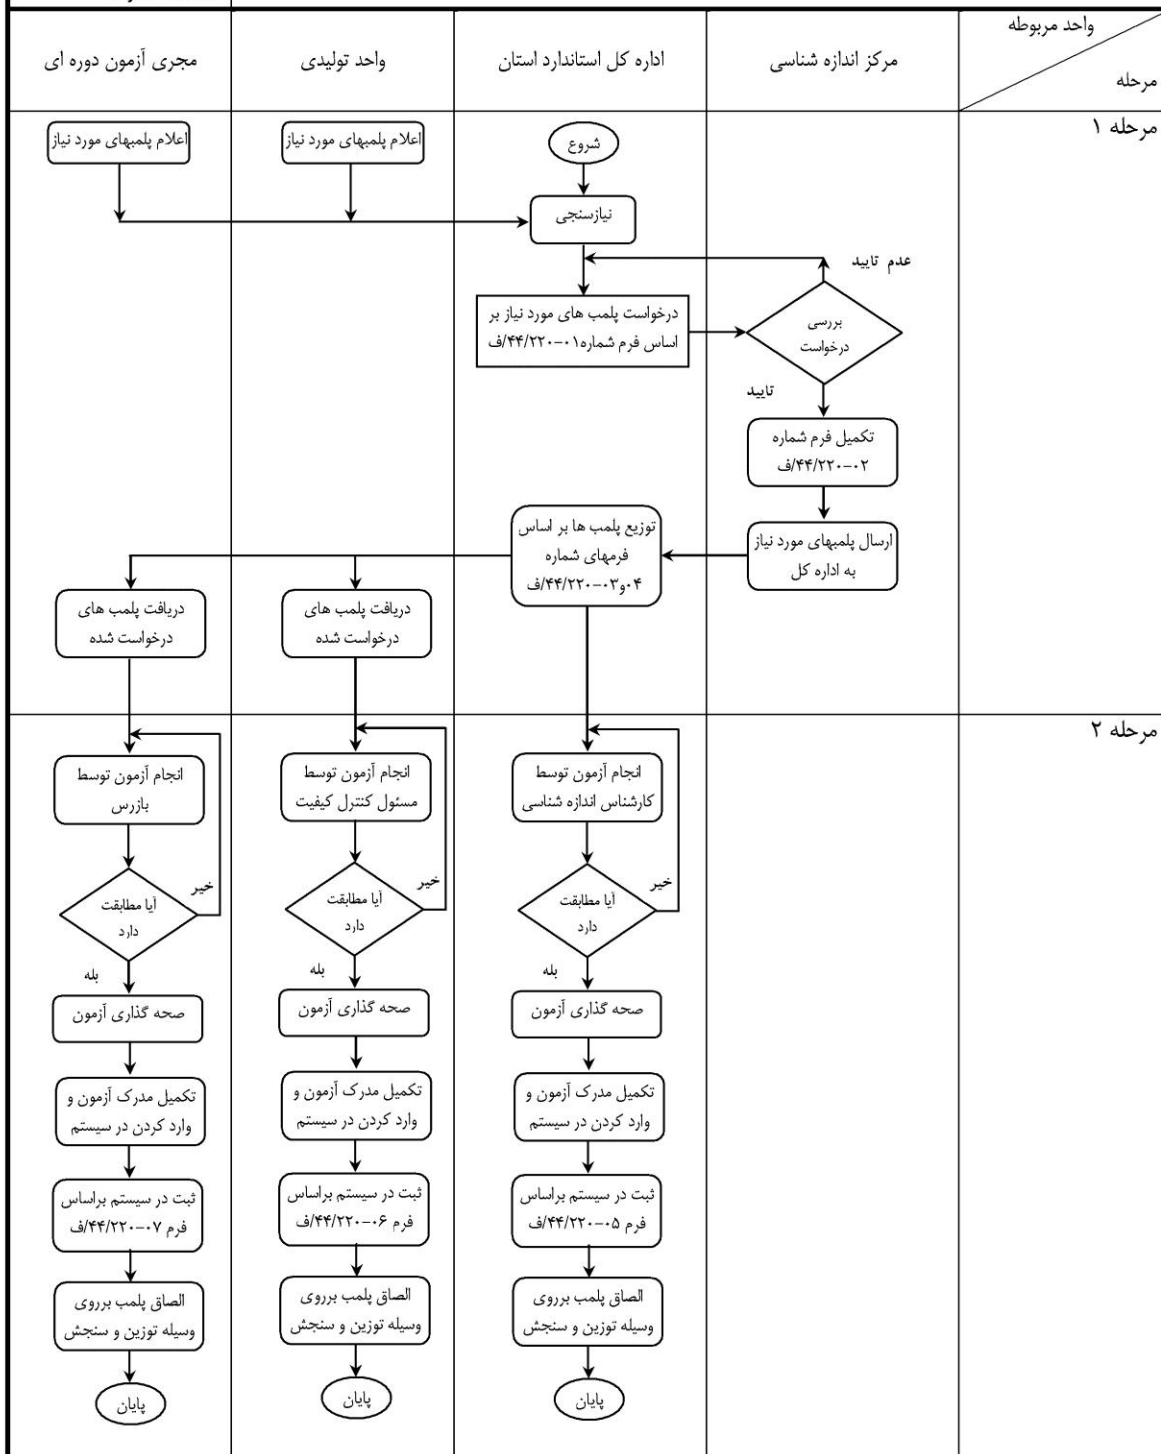 واحد مربوطه
مرحله
مرکز اندازه شناسی
اداره کل استاندارد استان
واحد تولیدی
مجری آزمون دوره ای
مرحله ۱
شروع
اعلام پلمبهای مورد نیاز
اعلام پلمبهای مورد نیاز
نیازسنجی
عدم تایید
بررسی
درخواست
درخواست پلمب های مورد نیاز بر
اساس فرم شماره۰۱-۴۴/۲۲۰/ف
تایید
تکمیل فرم شماره
۰۲-۴۴/۲۲۰/ف
ارسال پلمبهای مورد نیاز
به اداره کل
توزیع پلمب ها بر اساس
فرمهای شماره
۰۴و۰۳-۴۴/۲۲۰/ف
دریافت پلمب های
درخواست شده
دریافت پلمب های
درخواست شده
مرحله ۲
انجام آزمون توسط
کارشناس اندازه شناسی
آیا مطابقت
دارد
خیر
بله
صحه گذاری آزمون
تکمیل مدرک آزمون و
وارد کردن در سیستم
ثبت در سیستم براساس
فرم ۰۵-۴۴/۲۲۰/ف
الصاق پلمب برروی
وسیله توزین و سنجش
پایان
انجام آزمون توسط
مسئول کنترل کیفیت
آیا مطابقت
دارد
خیر
بله
صحه گذاری آزمون
تکمیل مدرک آزمون و
وارد کردن در سیستم
ثبت در سیستم براساس
فرم ۰۶-۴۴/۲۲۰/ف
الصاق پلمب برروی
وسیله توزین و سنجش
پایان
انجام آزمون توسط
بازرس
آیا مطابقت
دارد
خیر
بله
صحه گذاری آزمون
تکمیل مدرک آزمون و
وارد کردن در سیستم
ثبت در سیستم براساس
فرم ۰۷-۴۴/۲۲۰/ف
الصاق پلمب برروی
وسیله توزین و سنجش
پایان